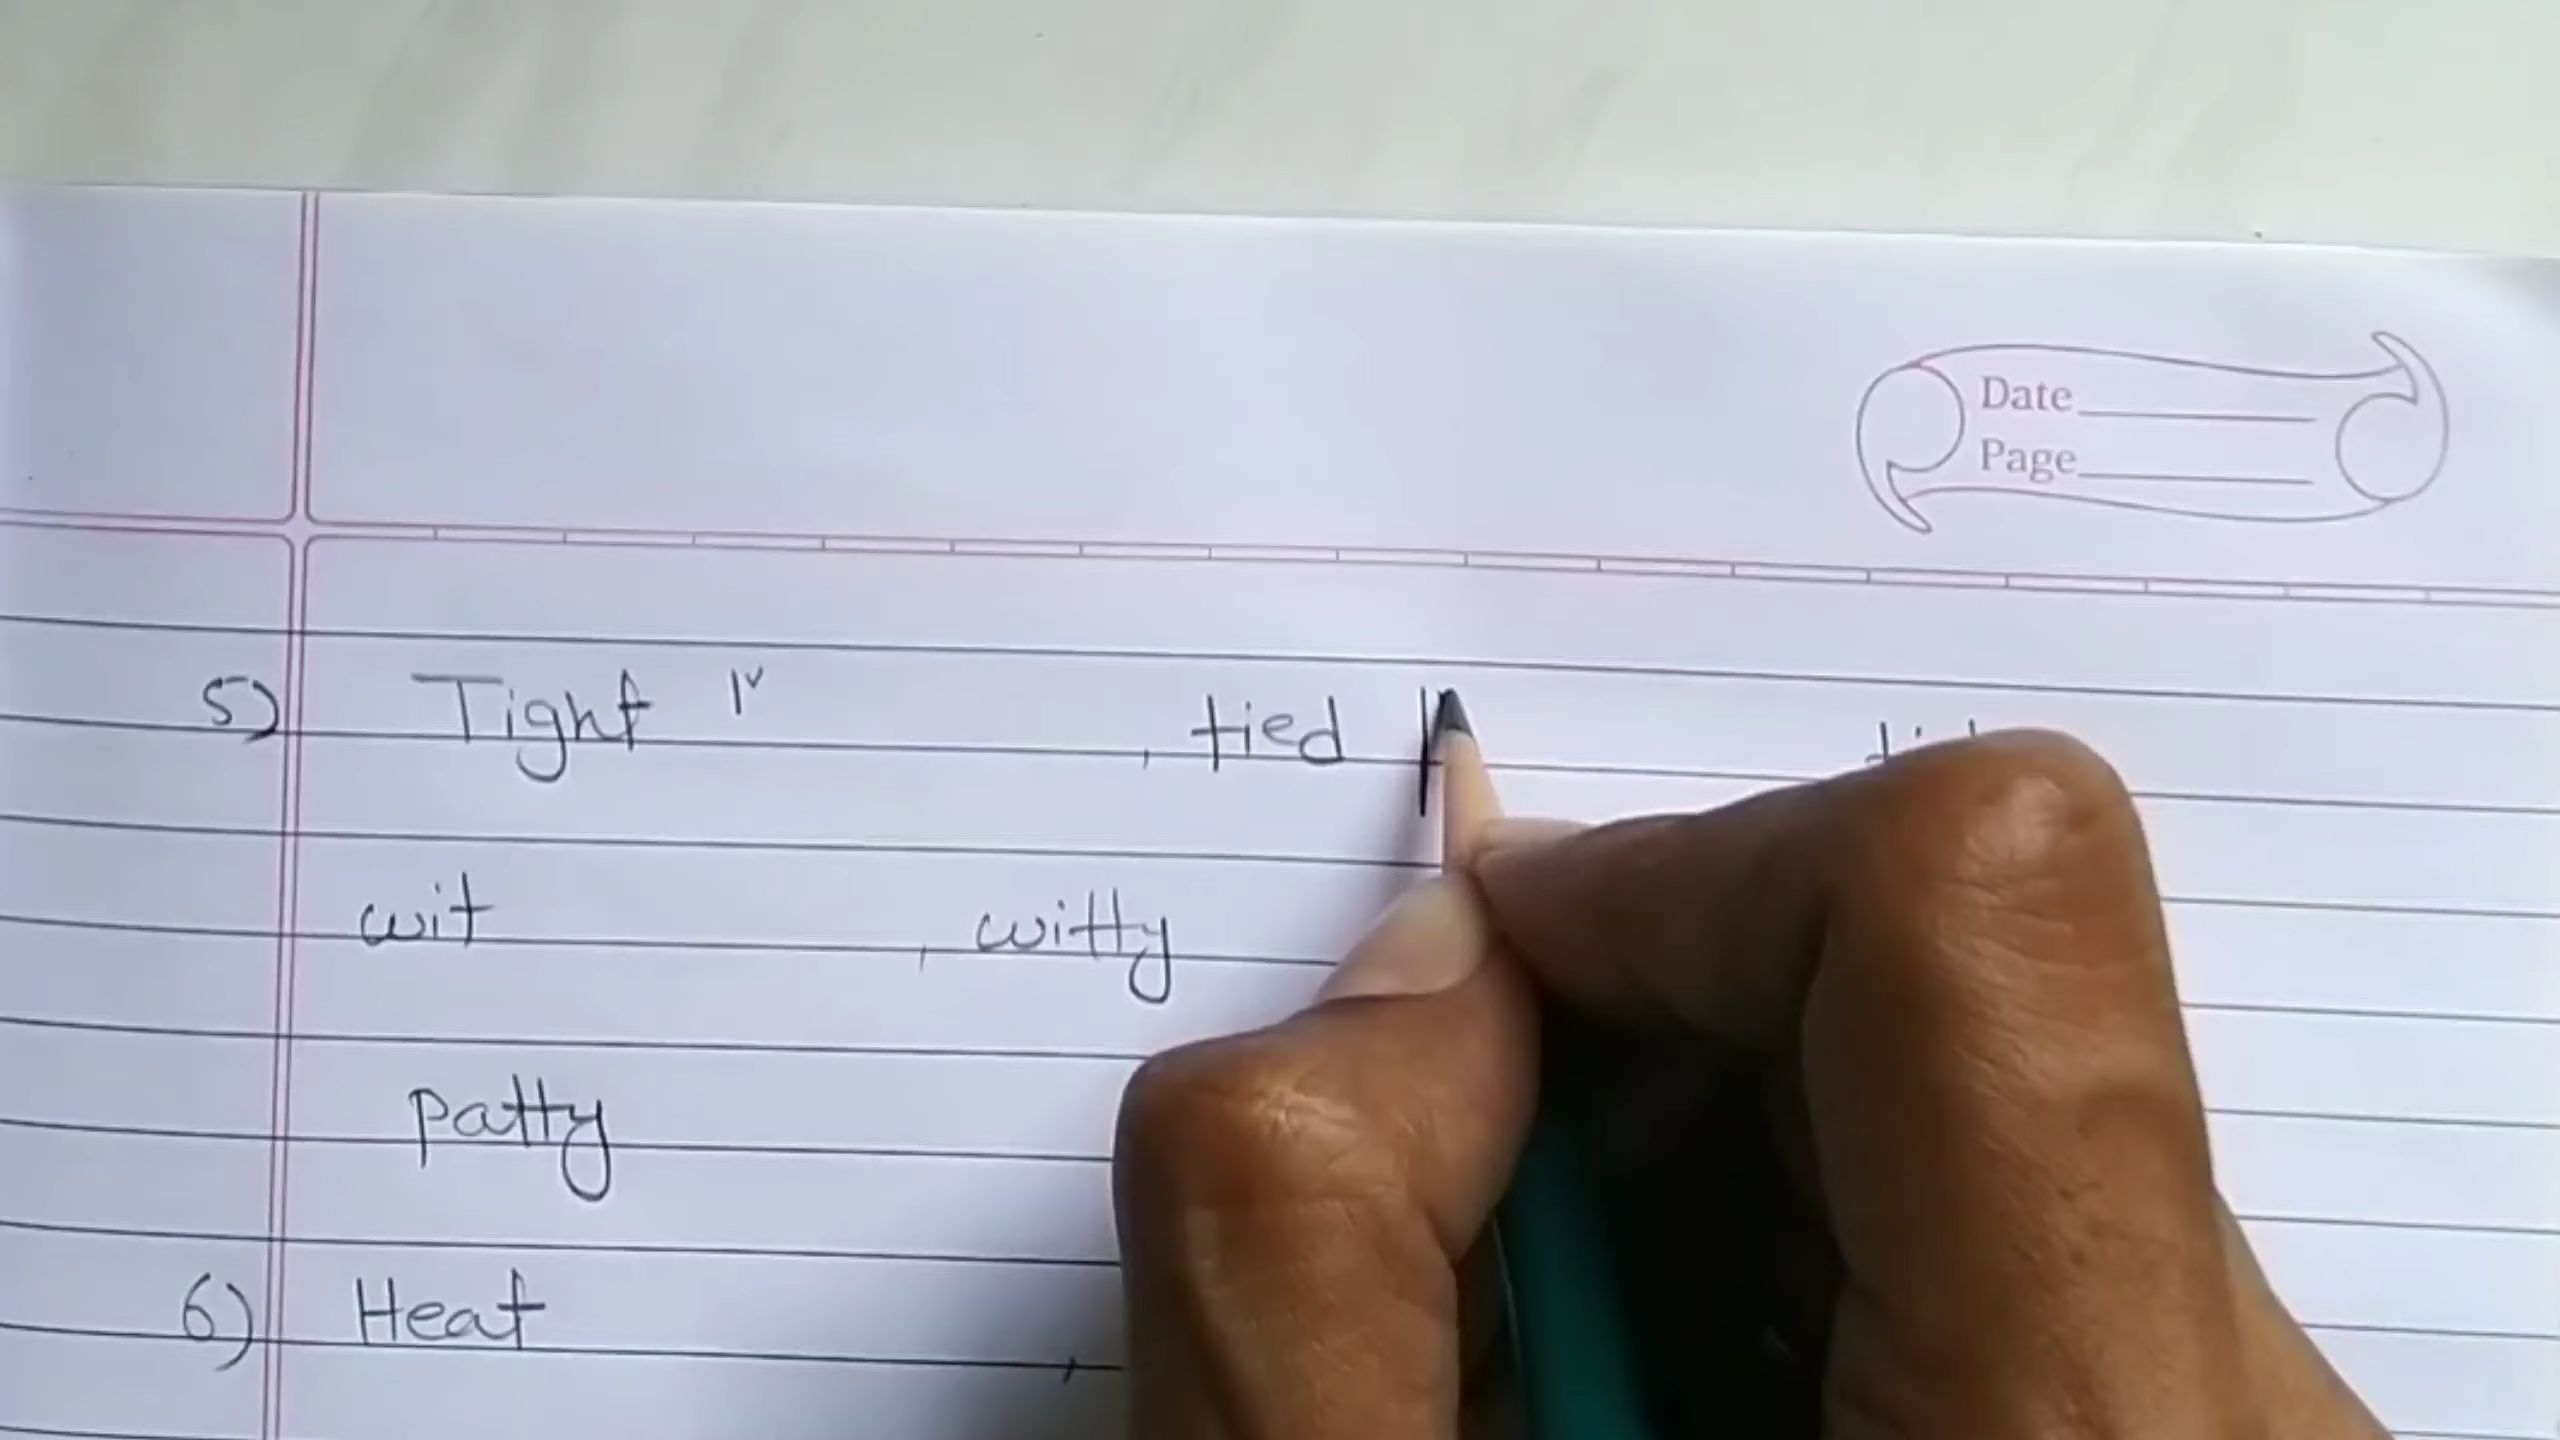 Date
Page
5) Tight , tied
wit , witty
patty
6) Heat ,